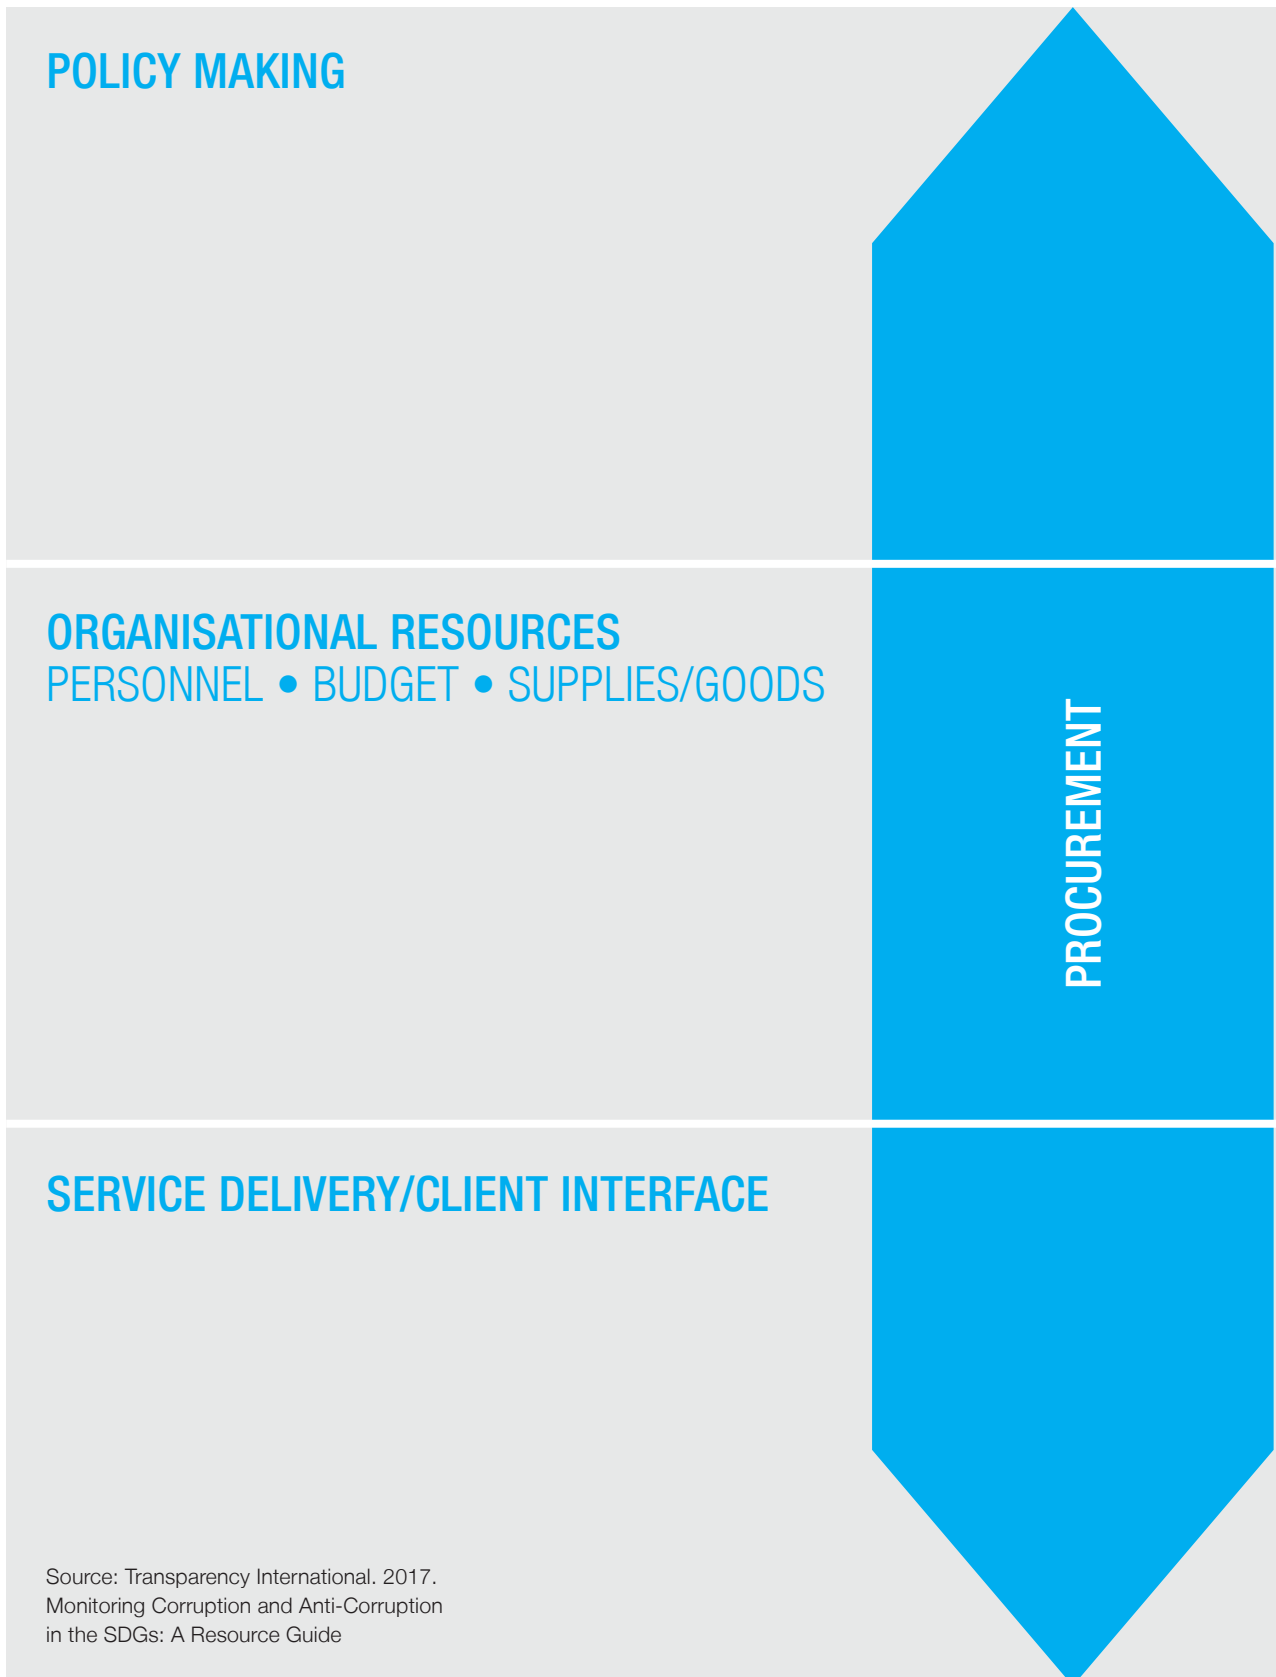 POLICY MAKING
ORGANISATIONAL RESOURCES
PERSONNEL • BUDGET • SUPPLIES/GOODS
PROCUREMENT
SERVICE DELIVERY/CLIENT INTERFACE
Source: Transparency International. 2017.
Monitoring Corruption and Anti-Corruption
in the SDGs: A Resource Guide